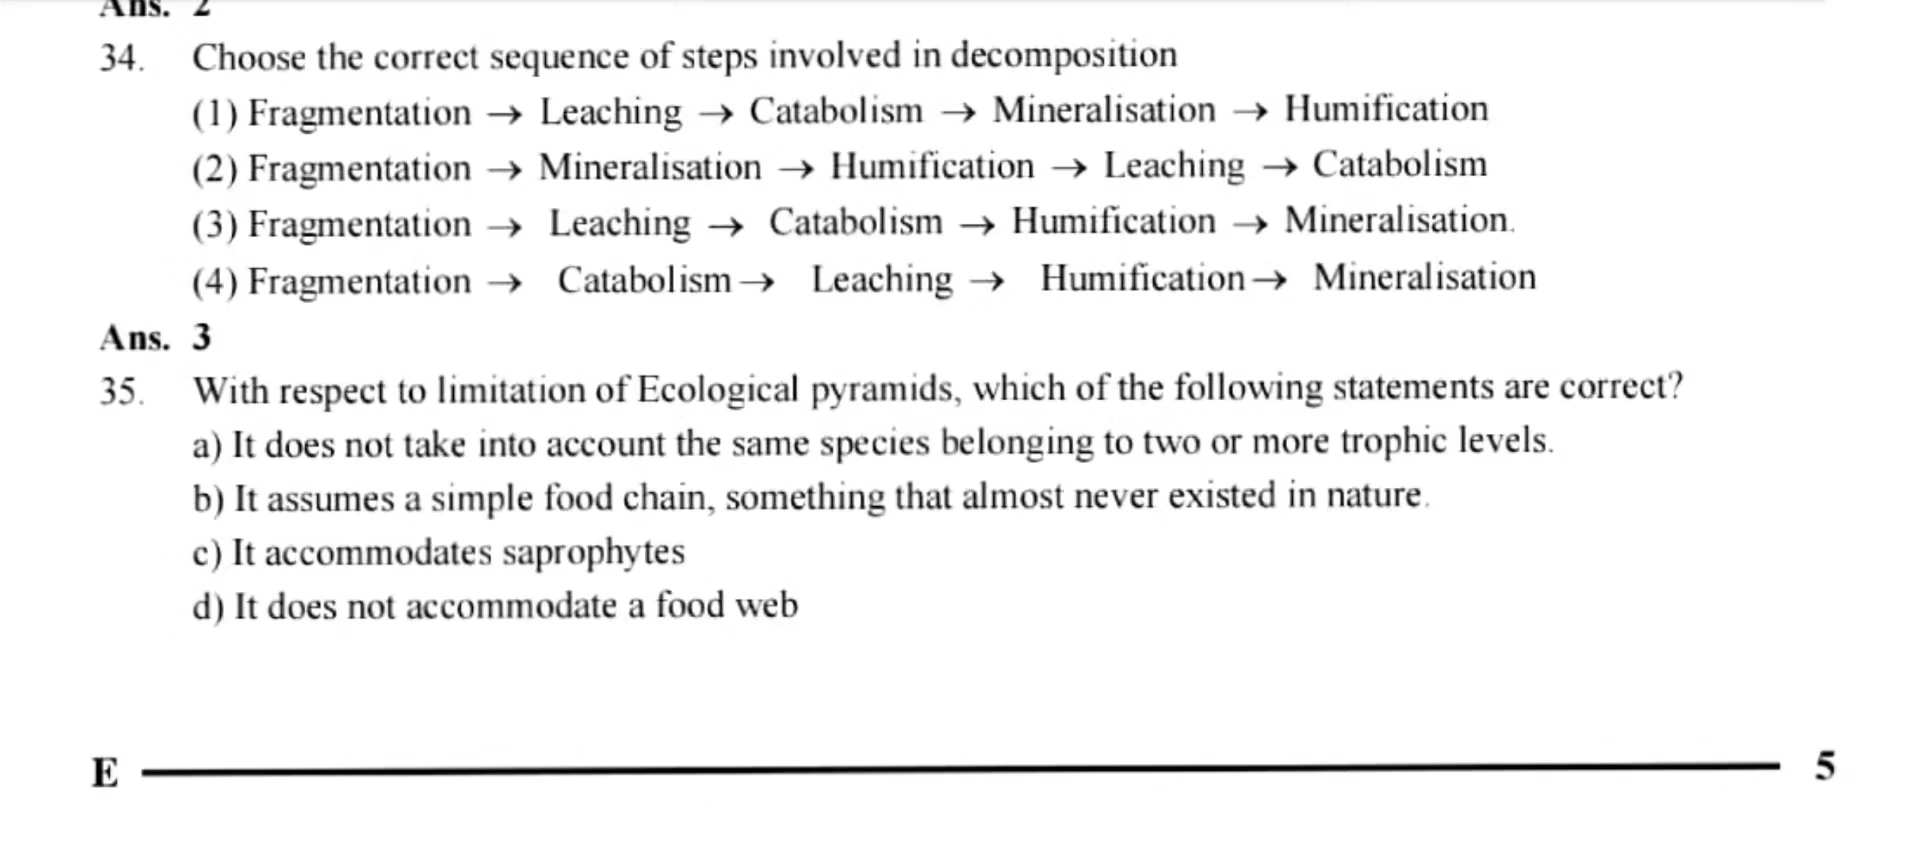 Ans. 2
34. Choose the correct sequence of steps involved in decomposition
(1) Fragmentation → Leaching → Catabolism → Mineralisation → Humification
(2) Fragmentation → Mineralisation → Humification → Leaching → Catabolism
(3) Fragmentation → Leaching → Catabolism → Humification → Mineralisation.
(4) Fragmentation → Catabolism → Leaching → Humification → Mineralisation
Ans. 3
35. With respect to limitation of Ecological pyramids, which of the following statements are correct?
a) It does not take into account the same species belonging to two or more trophic levels.
b) It assumes a simple food chain, something that almost never existed in nature.
c) It accommodates saprophytes
d) It does not accommodate a food web
E 5